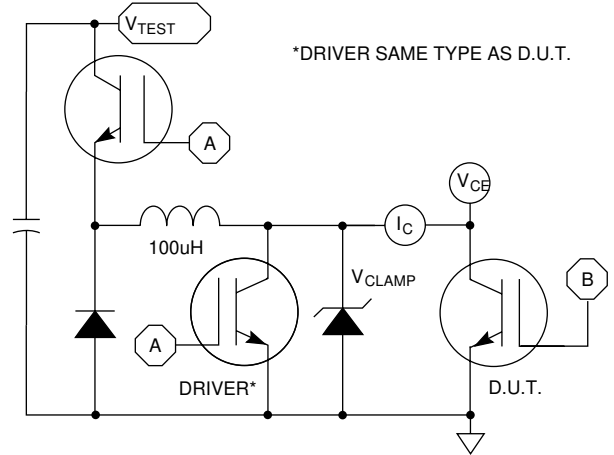 VTEST
*DRIVER SAME TYPE AS D.U.T.
A
VCE
IC
100uH
VCLAMP
B
A
DRIVER*
D.U.T.